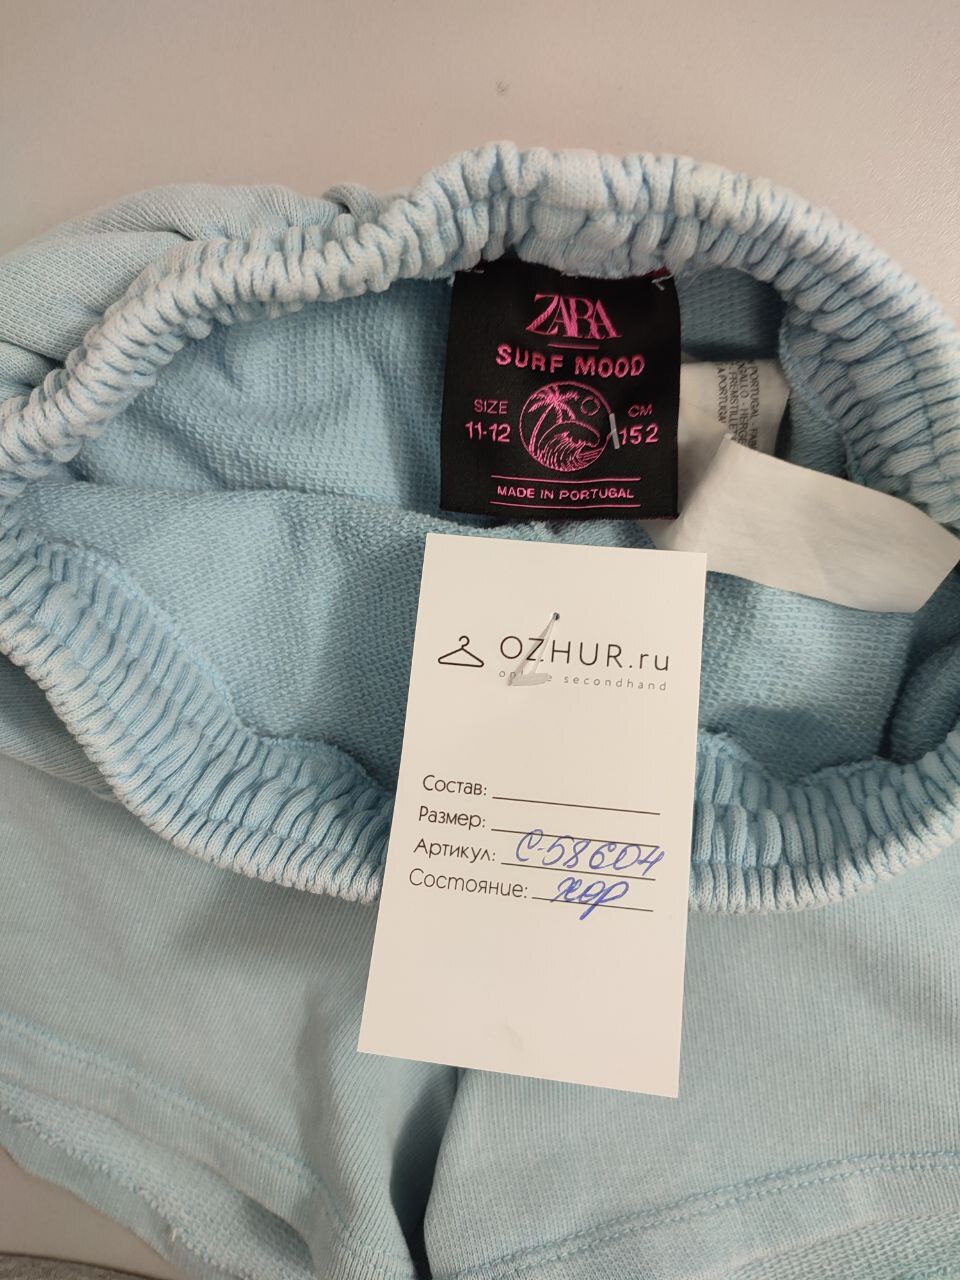 ZARA
SURF MOOD
SIZE
11-12
CM
152
MADE IN PORTUGAL
OZHUR.ru
secondhand
Состав:
Размер:
Артикул: С-58604
Состояние: хор